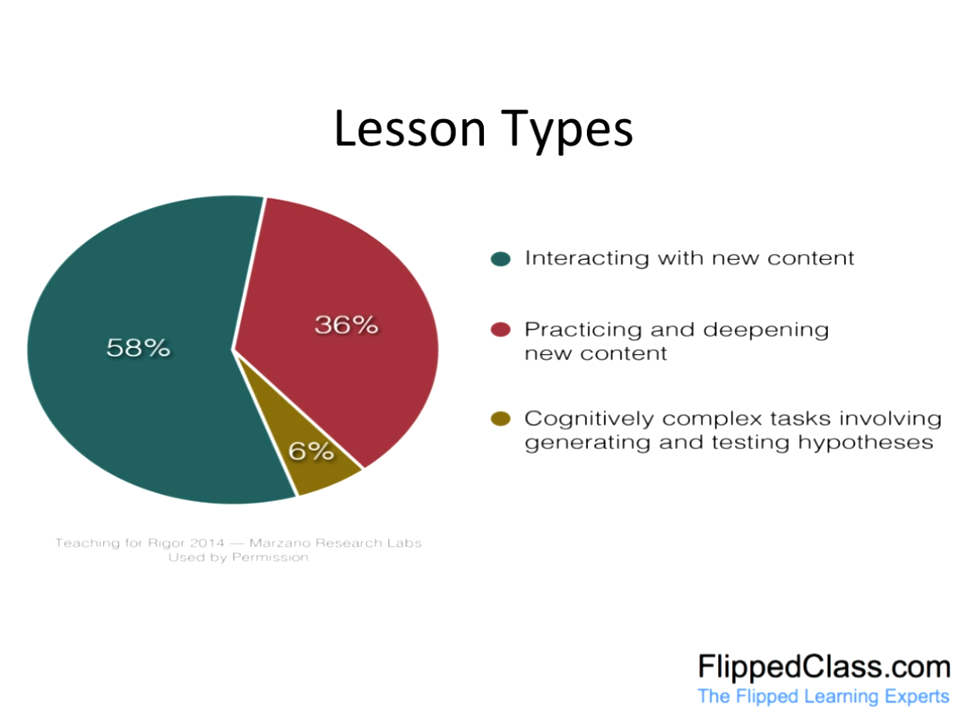 Lesson Types
58%
36%
6%
Interacting with new content
Practicing and deepening
new content
Cognitively complex tasks involving
generating and testing hypotheses
Teaching for Rigor 2014 — Marzano Research Labs
Used by Permission
FlippedClass.com
The Flipped Learning Experts